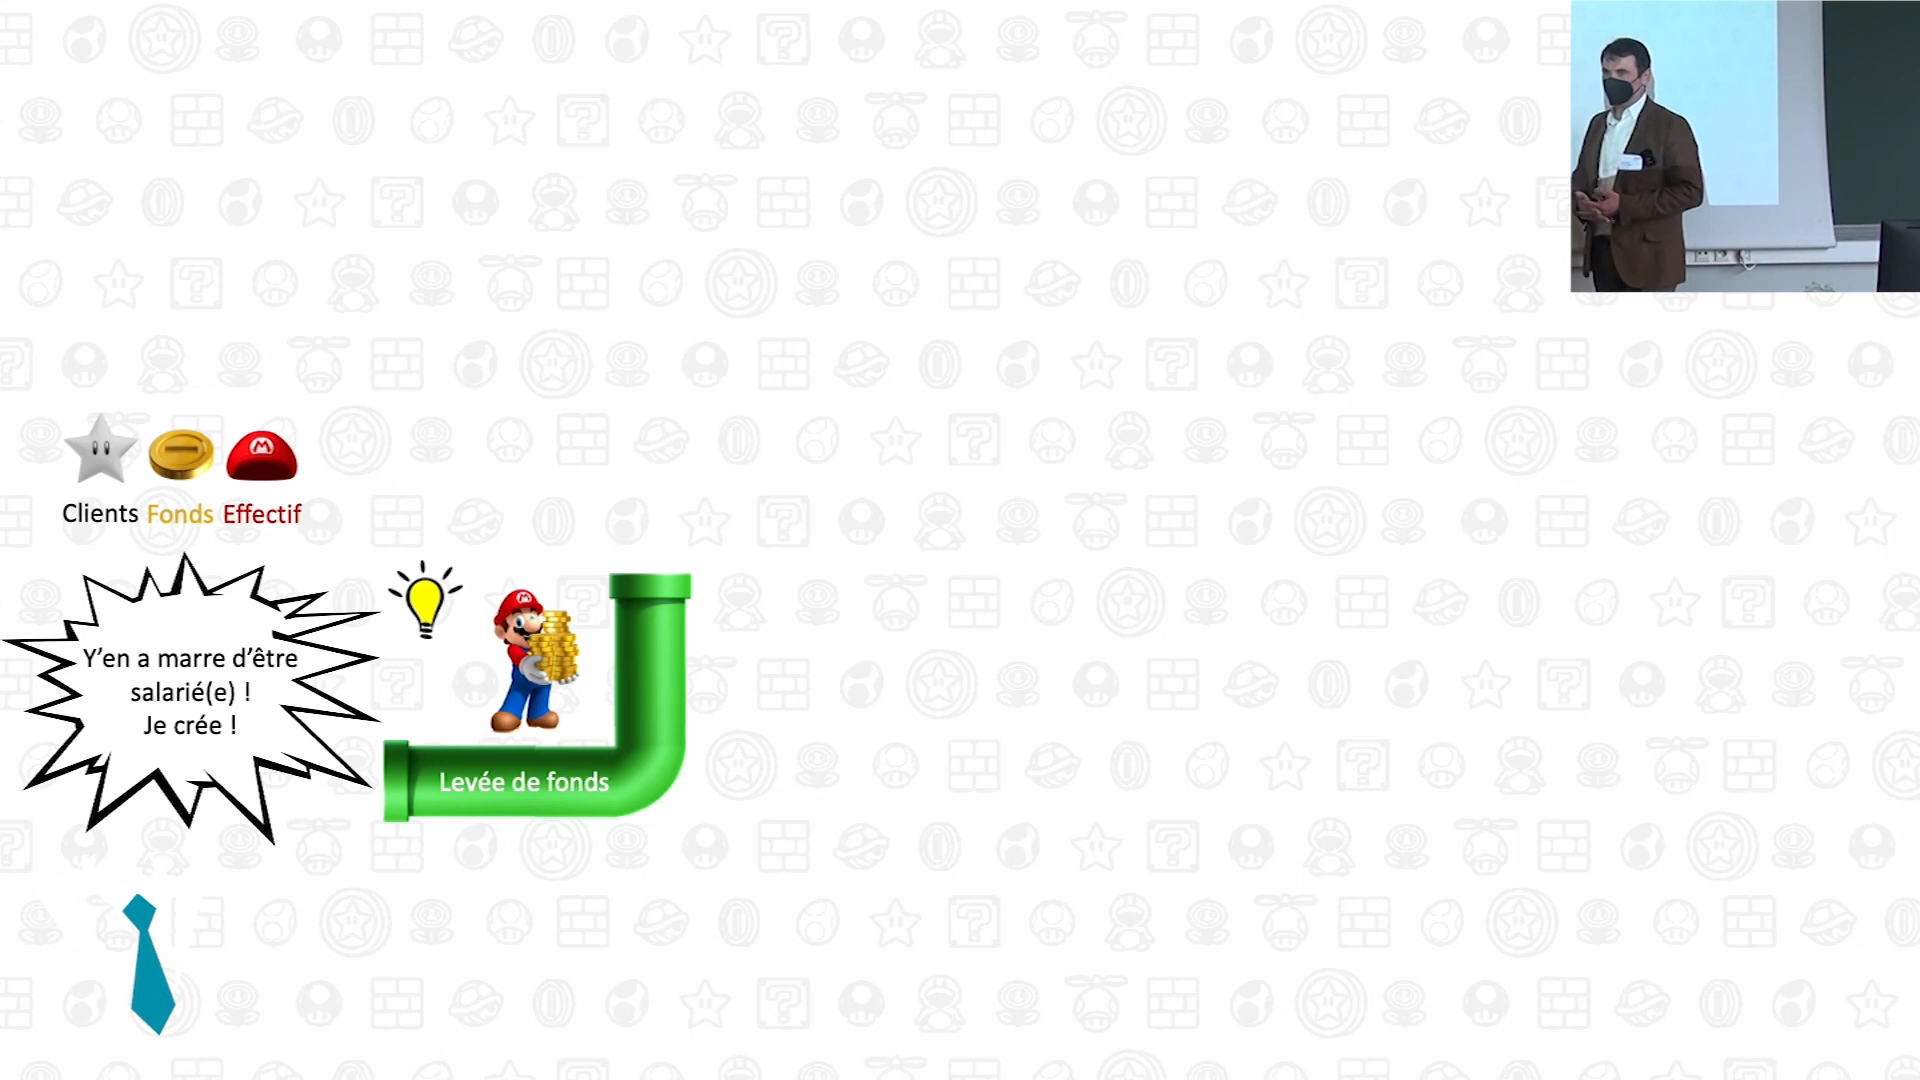 Clients Fonds Effectif
Y'en a marre d'être
salarié(e) !
Je crée !
Levée de fonds